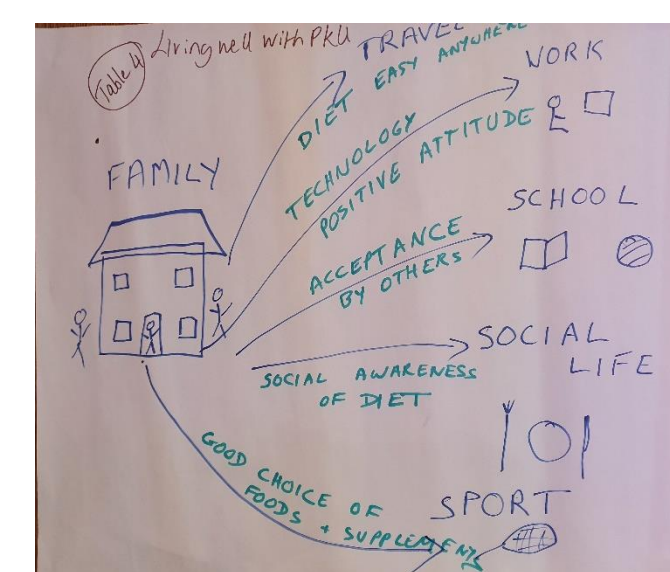 Table 4
Living well with PKU
TRAVEL
DIET EASY ANYWHERE
WORK
TECHNOLOGY
POSITIVE ATTITUDE
FAMILY
SCHOOL
ACCEPTANCE
BY OTHERS
SOCIAL
LIFE
SOCIAL AWARENESS
OF DIET
GOOD CHOICE OF
FOODS + SUPPLEMENTS
SPORT